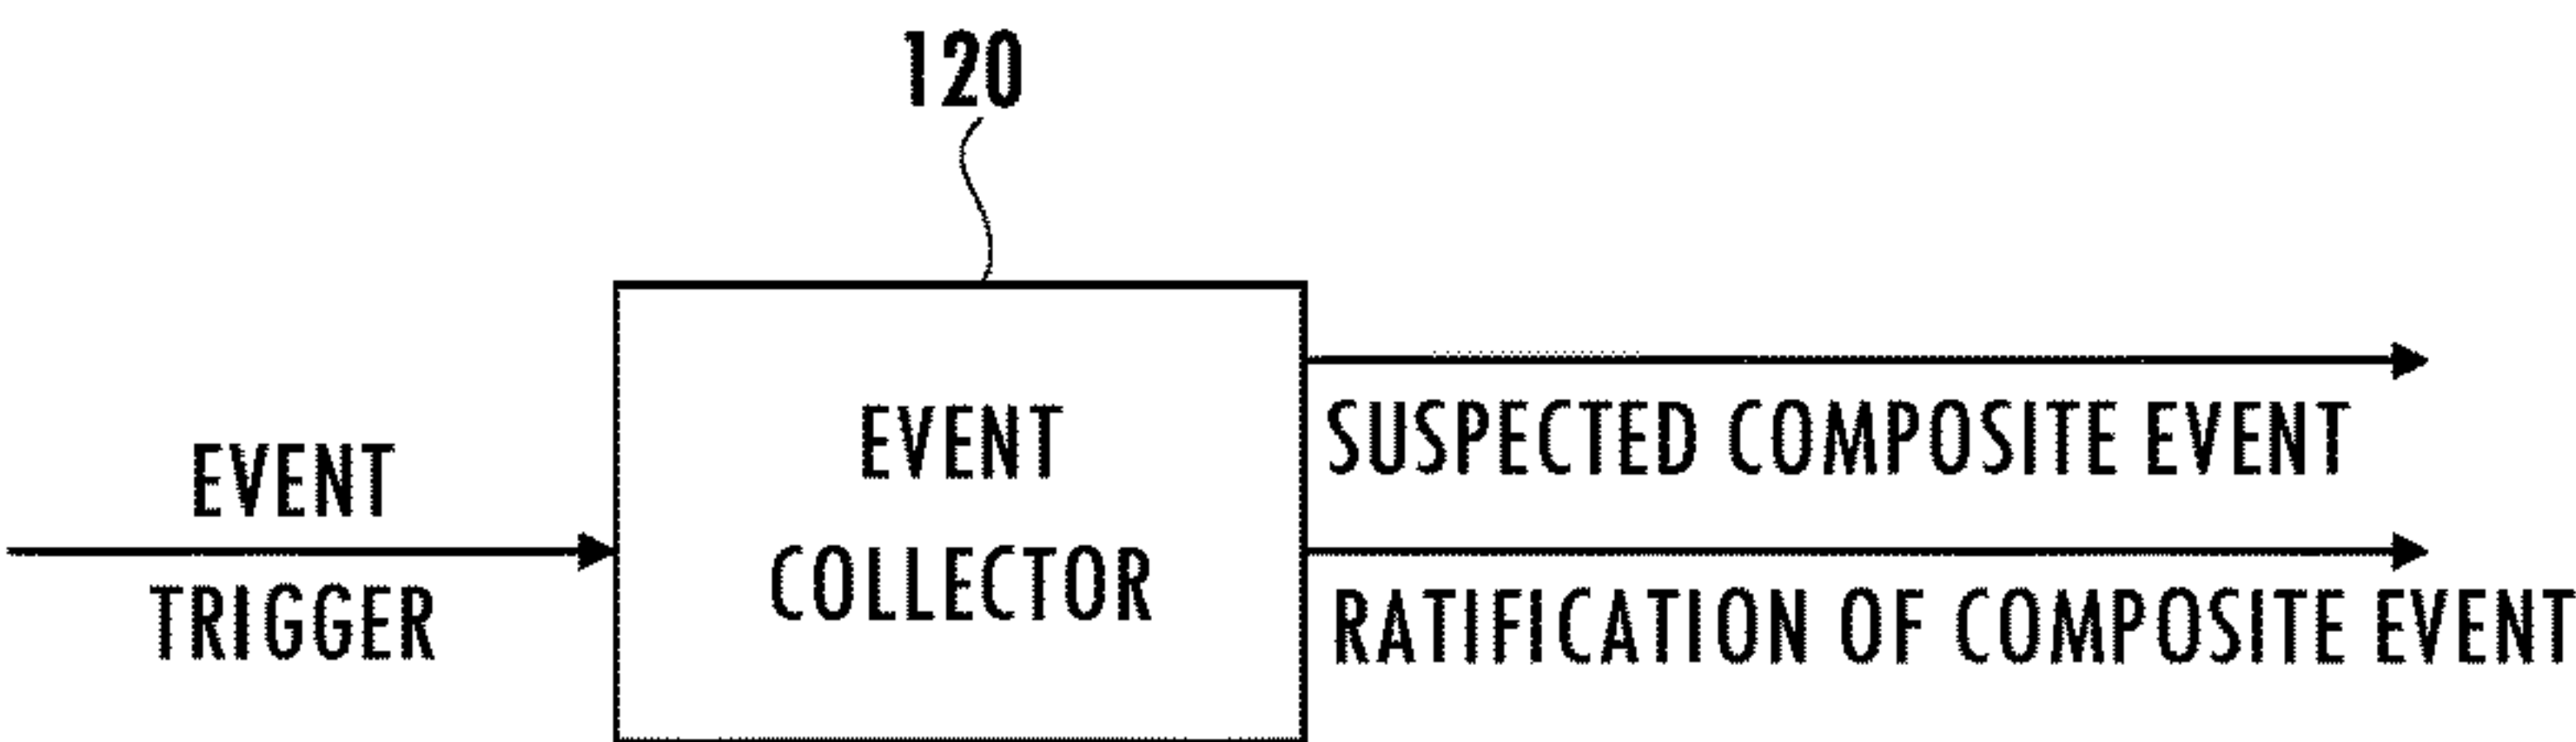 120
EVENT
TRIGGER
EVENT
COLLECTOR
SUSPECTED COMPOSITE EVENT
RATIFICATION OF COMPOSITE EVENT